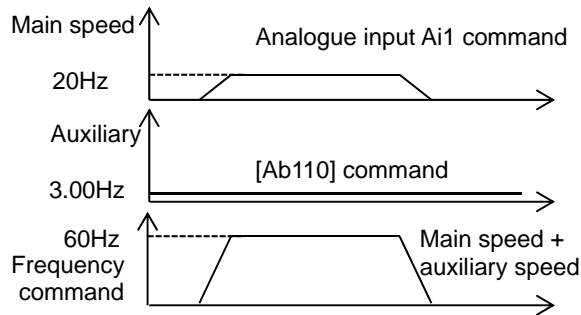 Main speed
Analogue input Ai1 command
20Hz
Auxiliary
[Ab110] command
3.00Hz
60Hz
Main speed +
Frequency
auxiliary speed
command